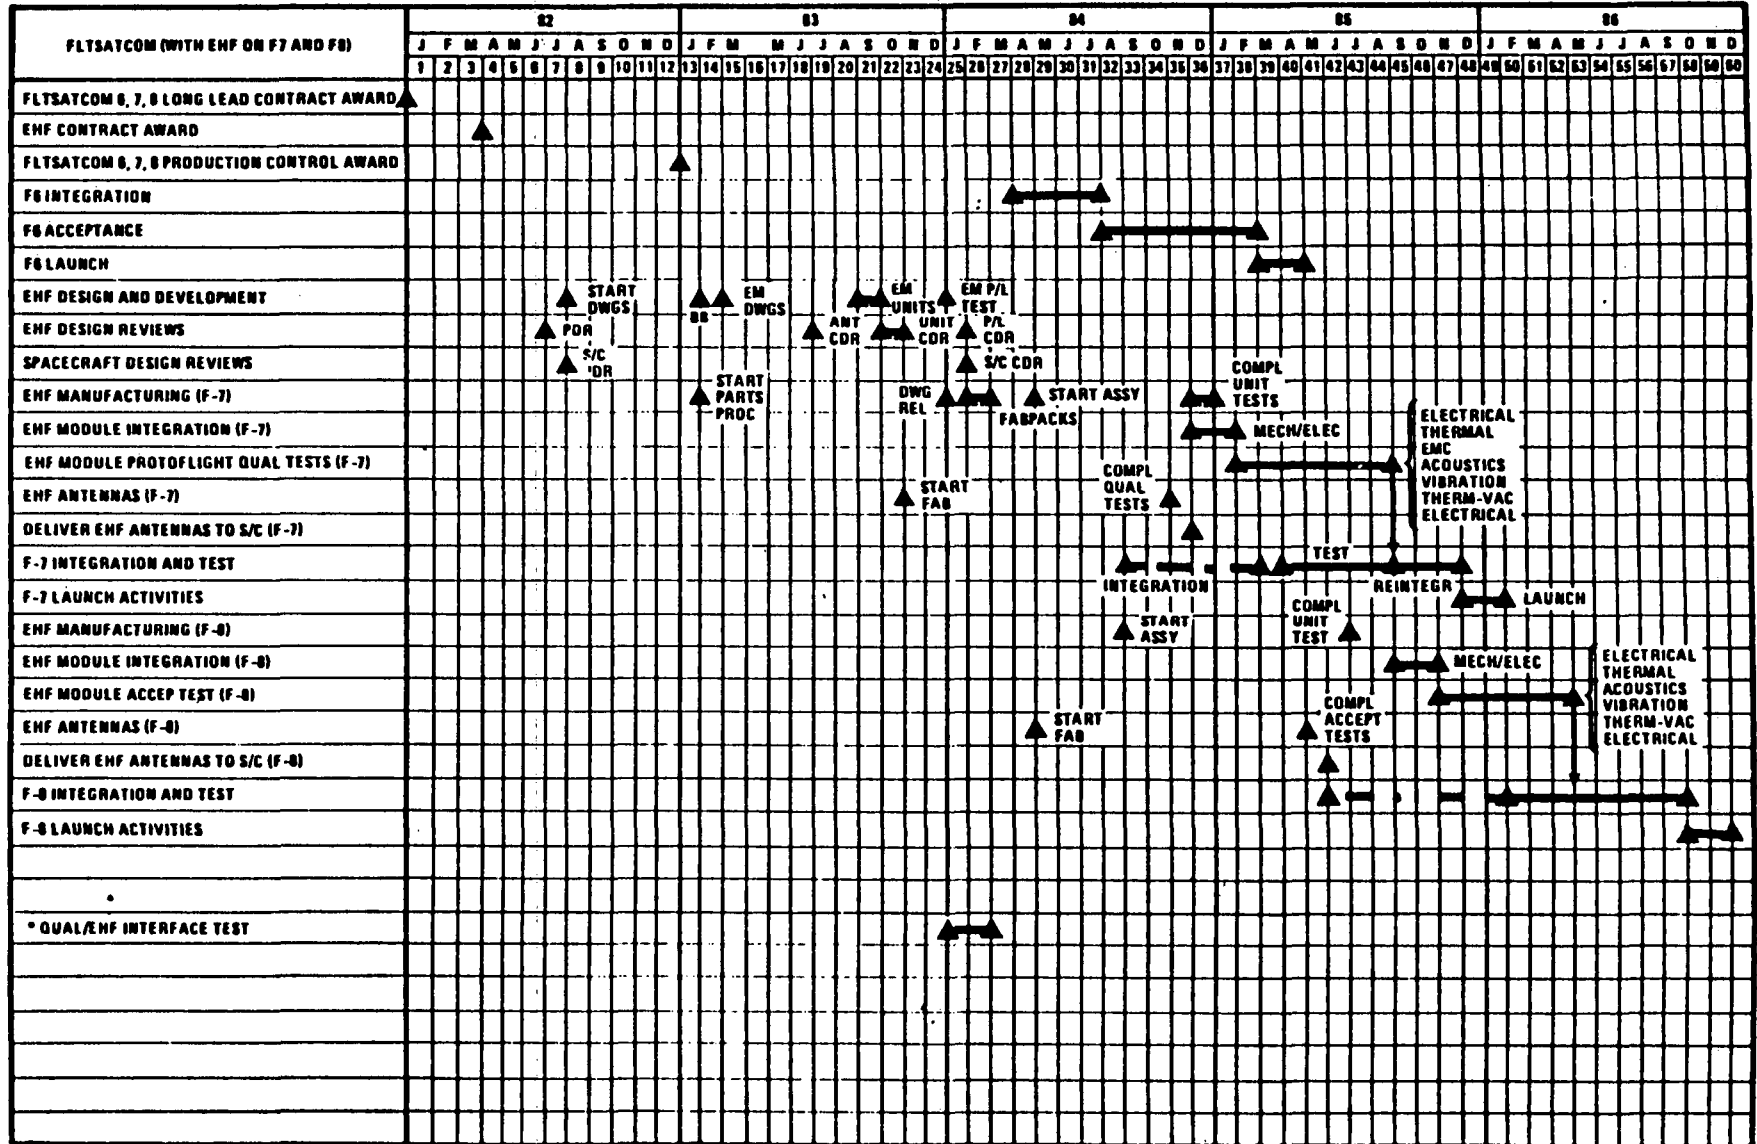 FLTSATCOM (WITH EHF ON F7 AND F8)
82 83 84 85 86
J F M A M J J A S O N D J F M M J J A S O N D J F M A M J J A S O N D J F M A M J J A S O N D J F M A M J J A S O N D
1 2 3 4 5 6 7 8 9 10 11 12 13 14 15 16 17 18 19 20 21 22 23 24 25 26 27 28 29 30 31 32 33 34 35 36 37 38 39 40 41 42 43 44 45 46 47 48 49 50 51 52 53 54 55 56 57 58 59 60
FLTSATCOM 6, 7, 8 LONG LEAD CONTRACT AWARD
EHF CONTRACT AWARD
FLTSATCOM 6, 7, 8 PRODUCTION CONTROL AWARD
F6 INTEGRATION
F6 ACCEPTANCE
F6 LAUNCH
EHF DESIGN AND DEVELOPMENT
START
DWGS
BB
EM
DWGS
EM
UNITS
EM P/L
TEST
EHF DESIGN REVIEWS
PDR
ANT
CDR
UNIT
CDR
P/L
CDR
SPACECRAFT DESIGN REVIEWS
S/C
'DR
S/C CDR
EHF MANUFACTURING (F-7)
START
PARTS
PROC
DWG
REL
FABPACKS
START ASSY
COMPL
UNIT
TESTS
EHF MODULE INTEGRATION (F-7)
MECH/ELEC
EHF MODULE PROTOFLIGHT QUAL TESTS (F-7)
ELECTRICAL
THERMAL
EMC
ACOUSTICS
VIBRATION
THERM-VAC
ELECTRICAL
EHF ANTENNAS (F-7)
START
FAB
COMPL
QUAL
TESTS
DELIVER EHF ANTENNAS TO S/C (F-7)
F-7 INTEGRATION AND TEST
INTEGRATION
TEST
REINTEGR
F-7 LAUNCH ACTIVITIES
LAUNCH
EHF MANUFACTURING (F-8)
START
ASSY
COMPL
UNIT
TEST
EHF MODULE INTEGRATION (F-8)
MECH/ELEC
EHF MODULE ACCEP TEST (F-8)
ELECTRICAL
THERMAL
ACOUSTICS
VIBRATION
THERM-VAC
ELECTRICAL
EHF ANTENNAS (F-8)
START
FAB
COMPL
ACCEPT
TESTS
DELIVER EHF ANTENNAS TO S/C (F-8)
F-8 INTEGRATION AND TEST
F-8 LAUNCH ACTIVITIES
* QUAL/EHF INTERFACE TEST